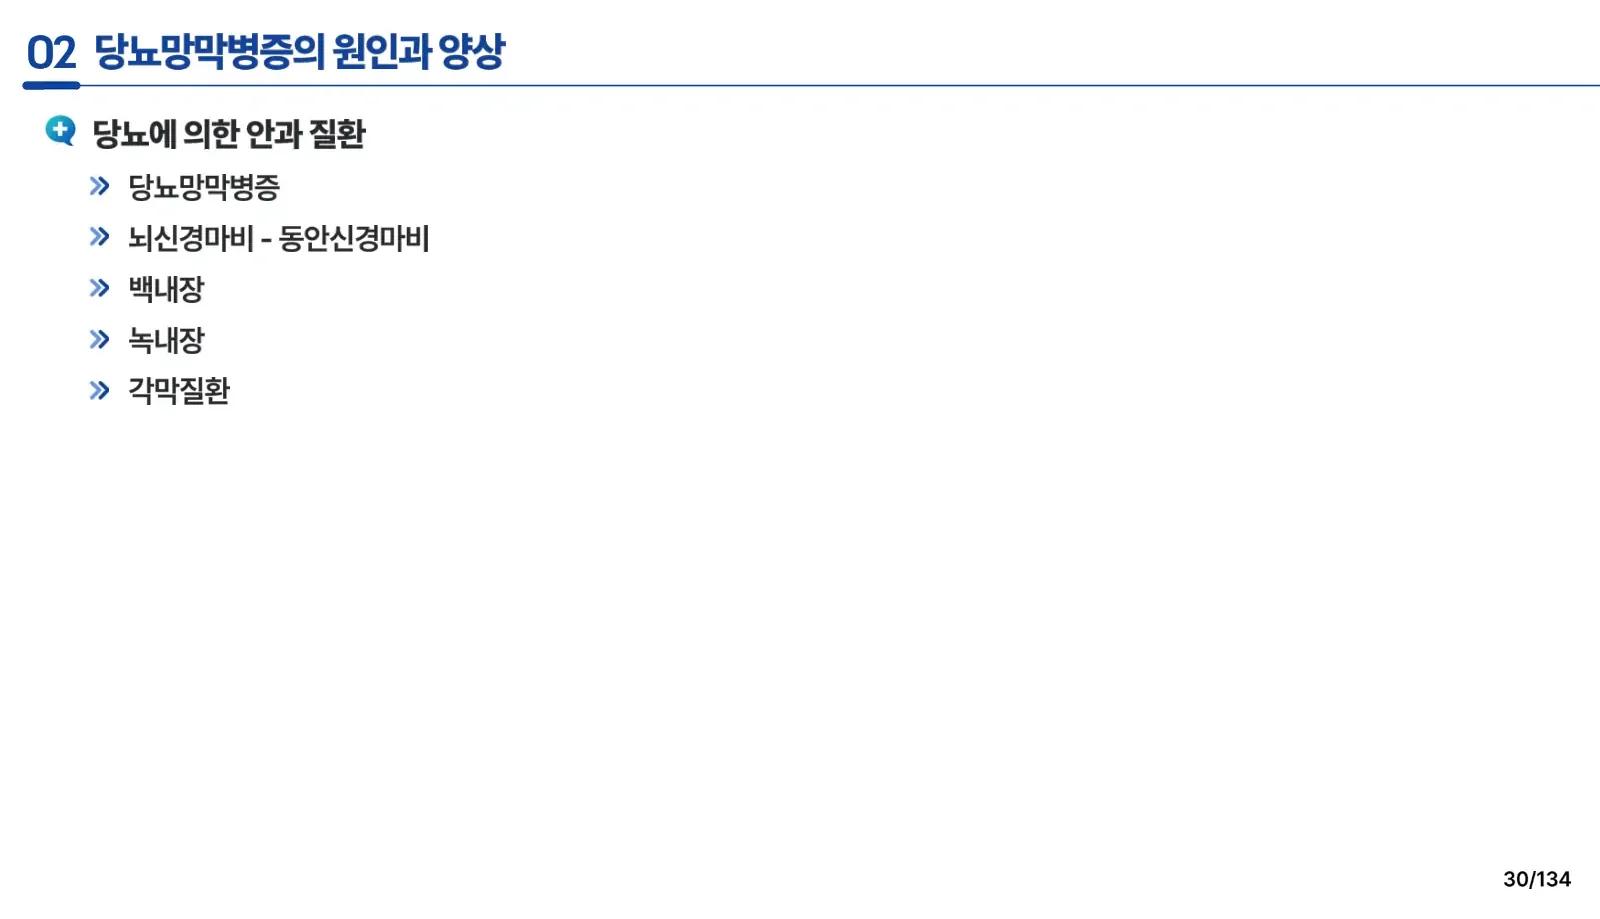 02 당뇨망막병증의 원인과 양상
당뇨에 의한 안과 질환
당뇨망막병증
뇌신경마비 - 동안신경마비
백내장
녹내장
각막질환
30/134